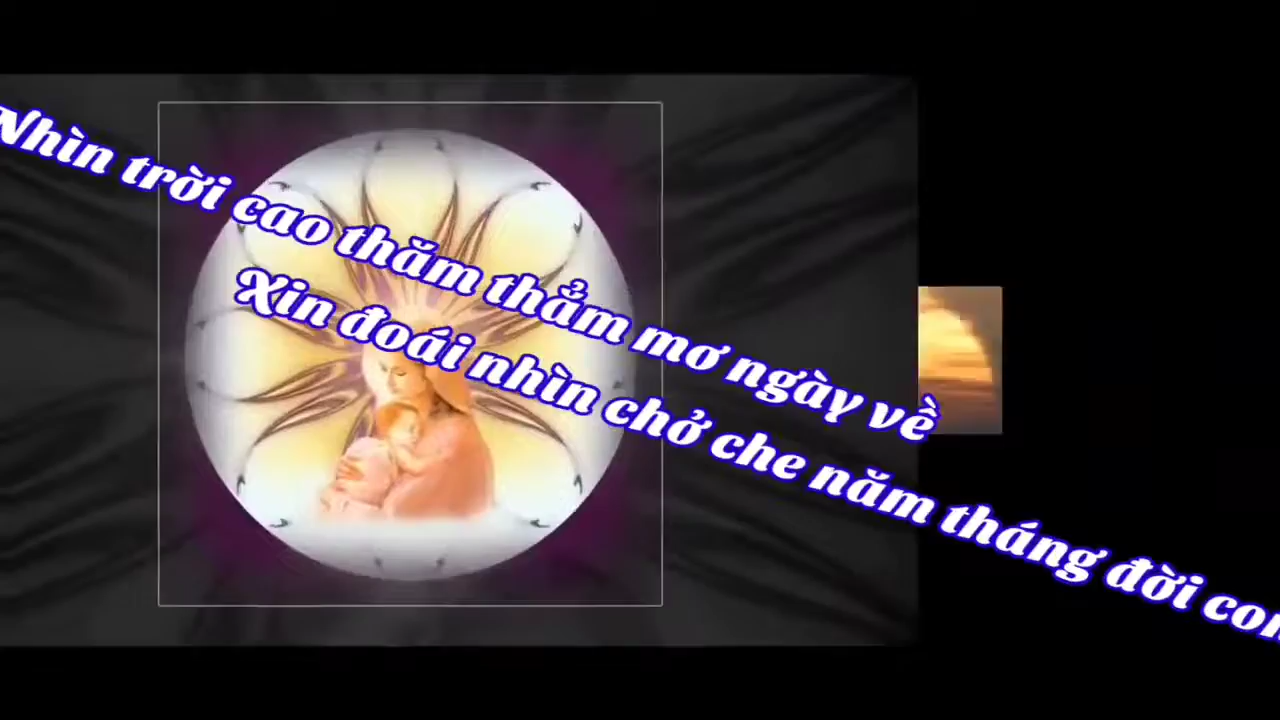 Nhìn trời cao thăm thẳm mơ ngày về
Xin đoái nhìn chở che năm tháng đời con